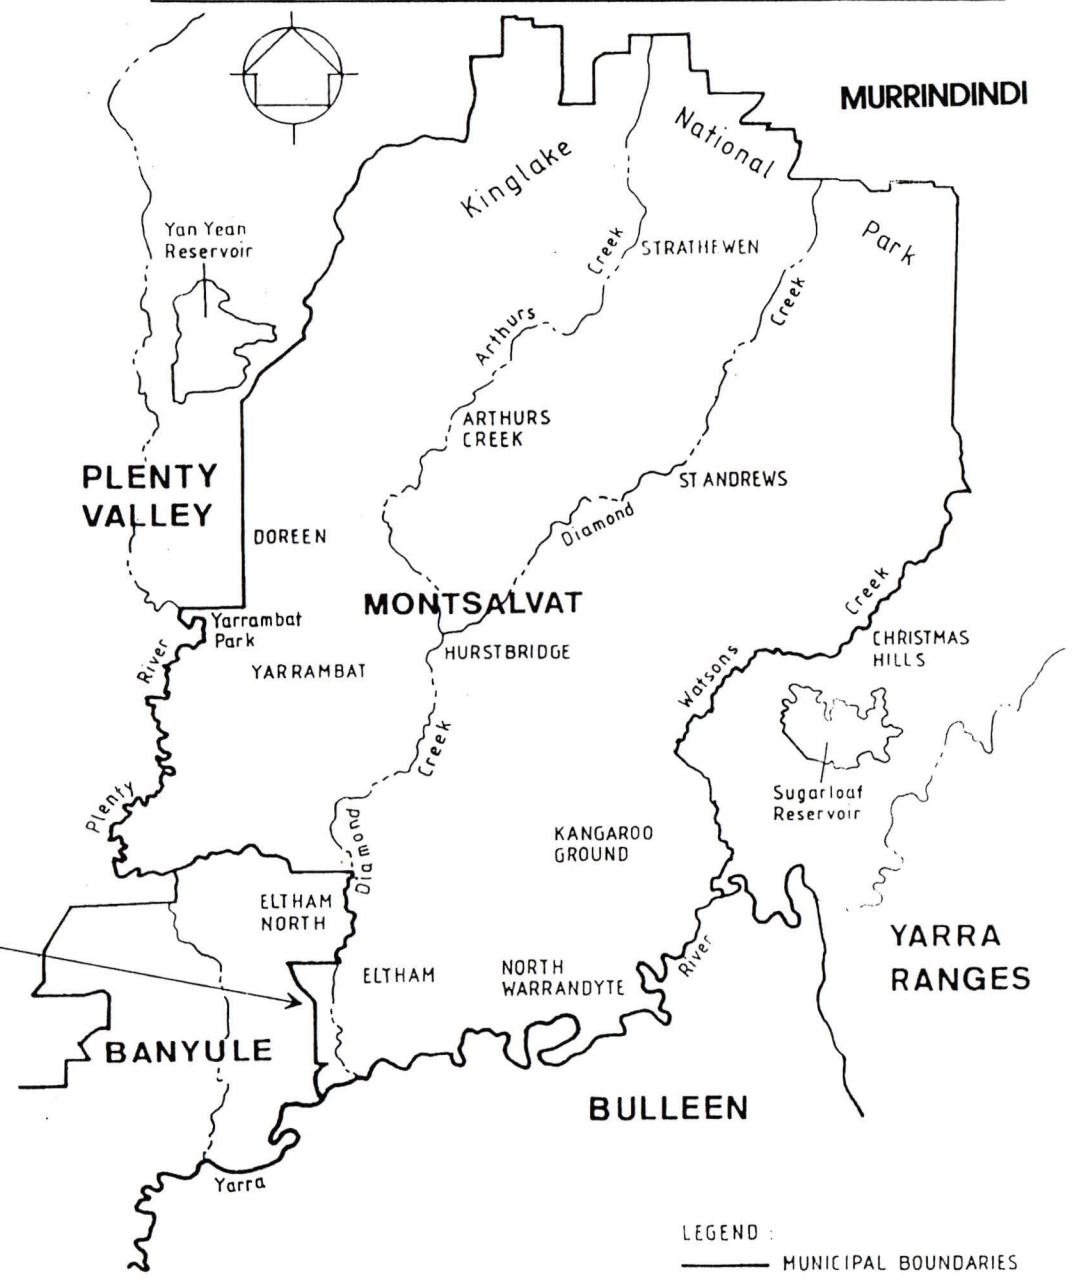 MURRINDINDI
National
Kinglake
Park
Yan Yean
Reservoir
Creek
STRATHEWEN
Creek
Arthurs
ARTHURS
CREEK
PLENTY
VALLEY
ST ANDREWS
Diamond
DOREEN
Creek
MONTSALVAT
Yarrambat
Park
HURSTBRIDGE
CHRISTMAS
HILLS
River
YARRAMBAT
Watsons
Creek
Sugarloaf
Reservoir
Plenty
Diamond
KANGAROO
GROUND
ELTHAM
NORTH
YARRA
RANGES
River
ELTHAM
NORTH
WARRANDYTE
BANYULE
BULLEEN
Yarra
LEGEND :
MUNICIPAL BOUNDARIES